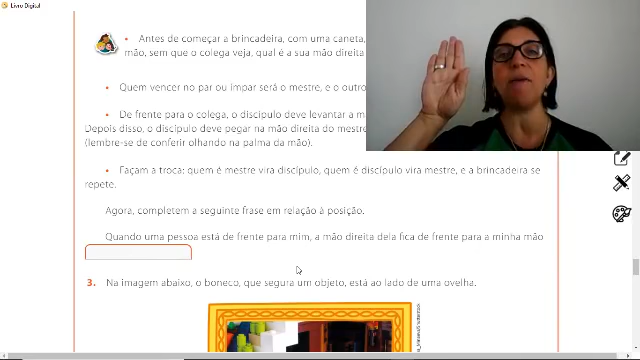 Livro Digital
• Antes de começar a brincadeira, com uma caneta,
mão, sem que o colega veja, qual é a sua mão direita
• Quem vencer no par ou ímpar será o mestre, e o outro
• De frente para o colega, o discípulo deve levantar a
Depois disso, o discípulo deve pegar na mão direita do mestre
(lembre-se de conferir olhando na palma da mão).
• Façam a troca: quem é mestre vira discípulo, quem é discípulo vira mestre, e a brincadeira se
repete.
Agora, completem a seguinte frase em relação à posição.
Quando uma pessoa está de frente para mim, a mão direita dela fica de frente para a minha mão
3. Na imagem abaixo, o boneco, que segura um objeto, está ao lado de uma ovelha.